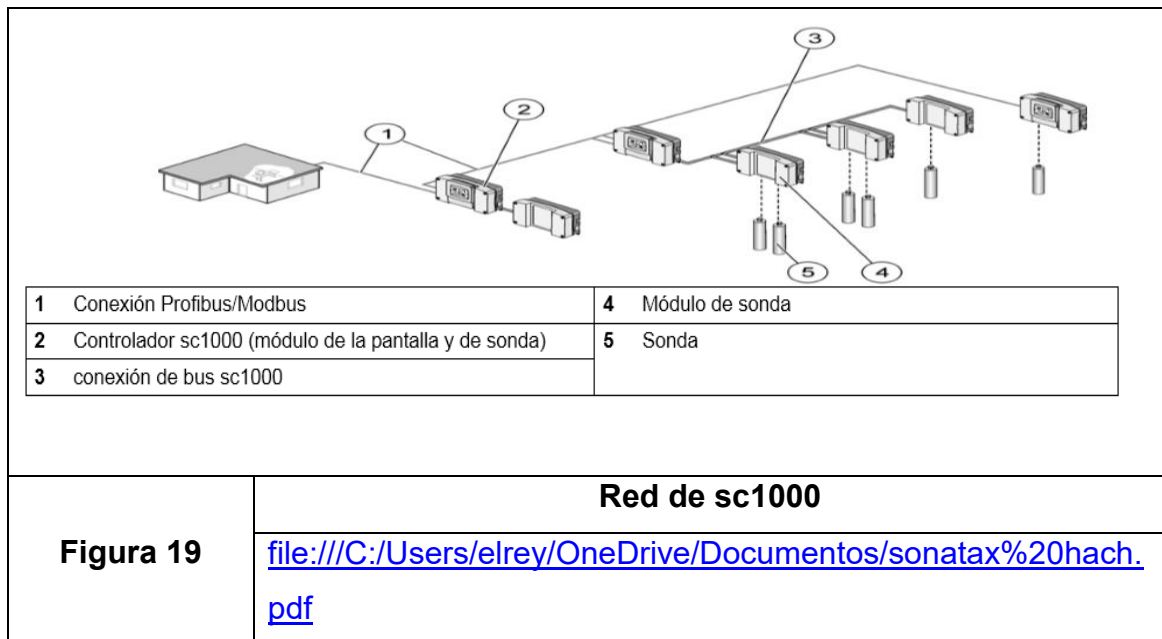 3
2
1
5
4
1 Conexión Profibus/Modbus
4 Módulo de sonda
2 Controlador sc1000 (módulo de la pantalla y de sonda)
5 Sonda
3 conexión de bus sc1000
Figura 19
Red de sc1000
file:///C:/Users/elrey/OneDrive/Documentos/sonatax%20hach.
pdf